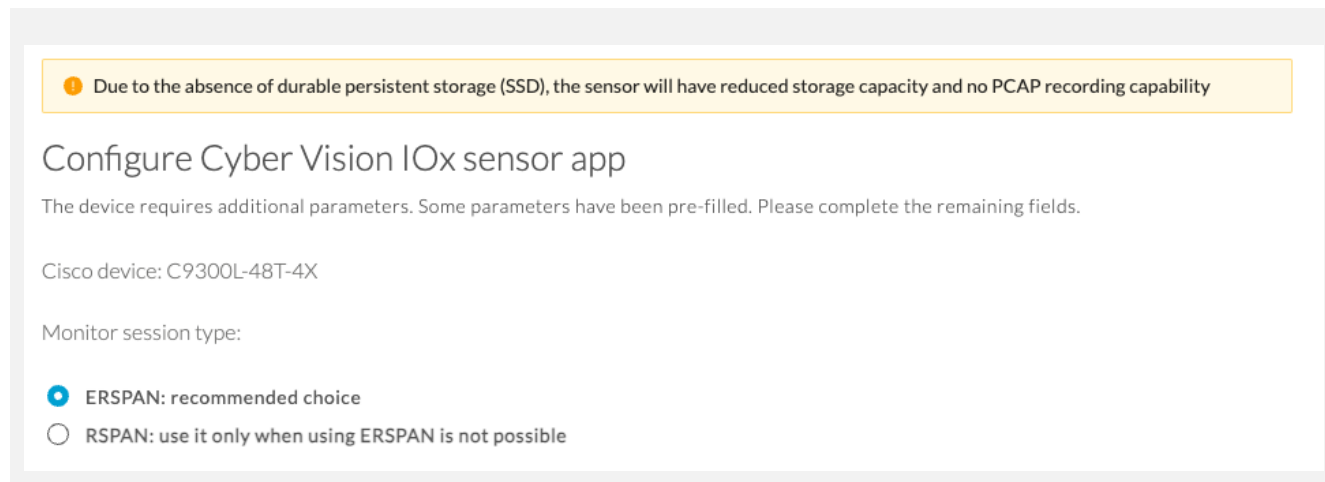 Due to the absence of durable persistent storage (SSD), the sensor will have reduced storage capacity and no PCAP recording capability
Configure Cyber Vision IOx sensor app
The device requires additional parameters. Some parameters have been pre-filled. Please complete the remaining fields.
Cisco device: C9300L-48T-4X
Monitor session type:
ERSPAN: recommended choice
RSPAN: use it only when using ERSPAN is not possible